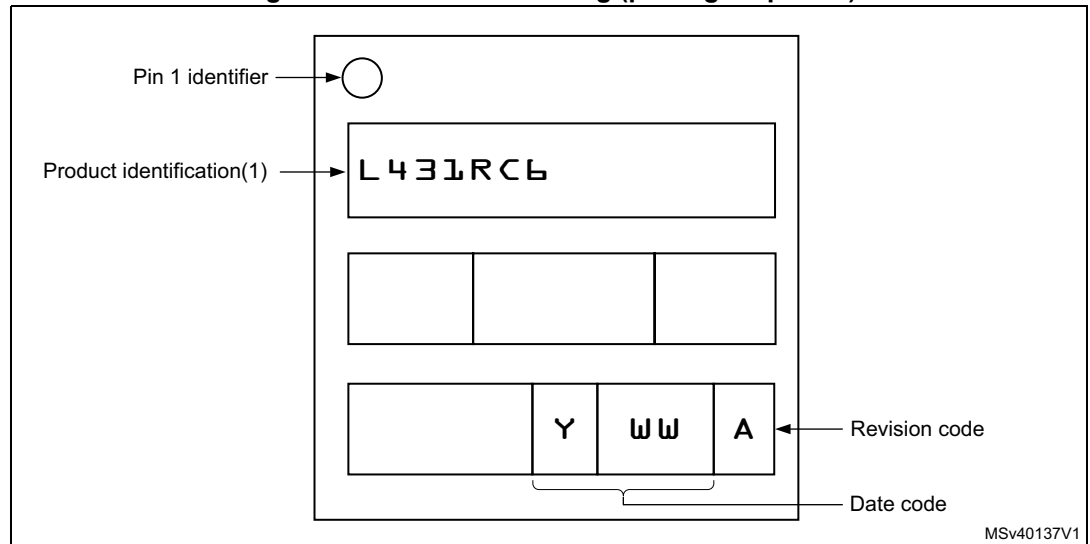 Pin 1 identifier
Product identification(1)
L431RC6
Y WW A
Revision code
Date code
MSv40137V1